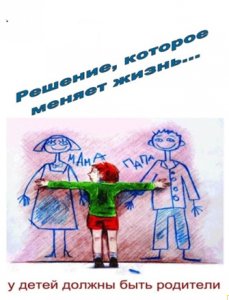 Решение, которое
меняет жизнь...
МАМА ПАПА
у детей должны быть родители